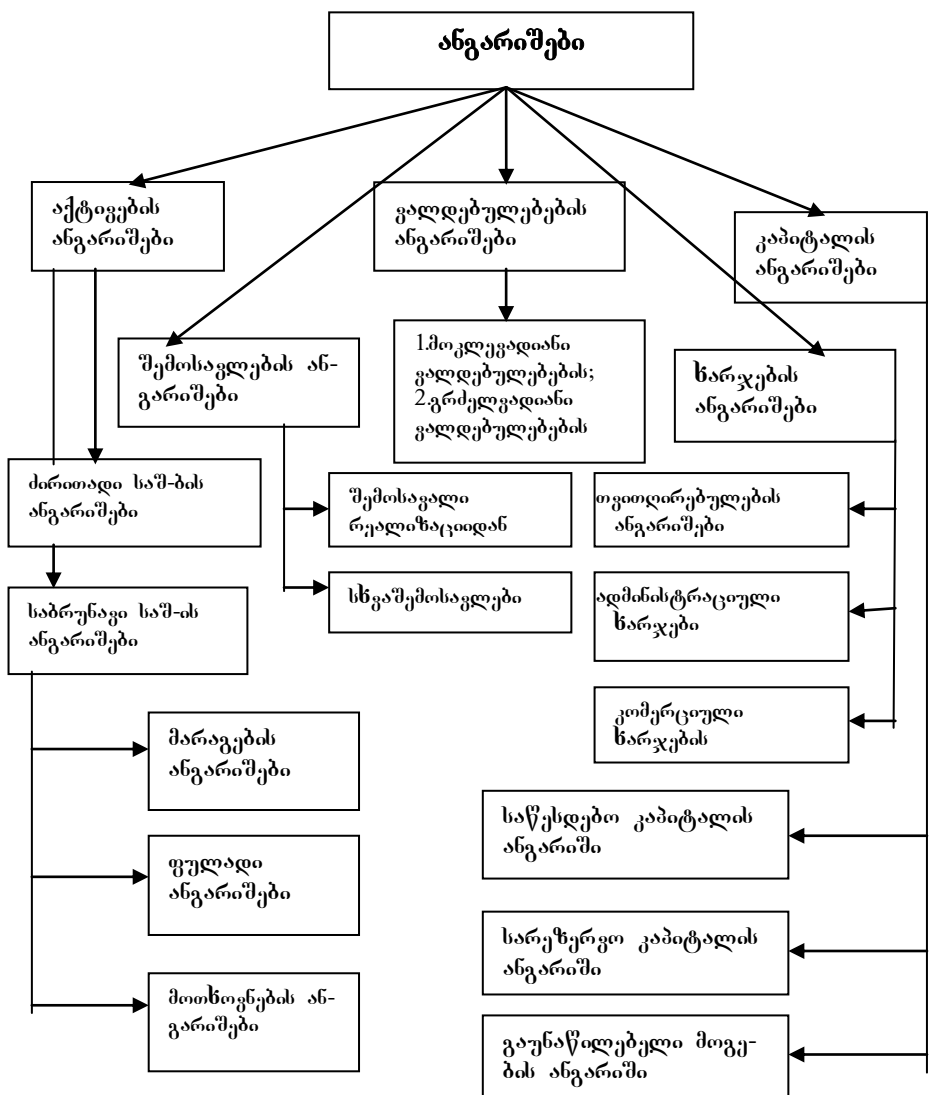 ანგარიშები
აქტივების
ანგარიშები
ვალდებულებების
ანგარიშები
კაპიტალის
ანგარიშები
შემოსავლების ან-
გარიშები
1.მოკლევადიანი
ვალდებულებების;
2.გრძელვადიანი
ვალდებულებების
ხარჯების
ანგარიშები
ძირითადი საშ-ბის
ანგარიშები
შემოსავალი
რეალიზაციიდან
თვითღირებულების
ანგარიშები
სხვაშემოსავლები
ადმინისტრაციული
ხარჯები
საბრუნავი საშ-ის
ანგარიშები
კომერციული
ხარჯების
მარაგების
ანგარიშები
საწესდებო კაპიტალის
ანგარიში
ფულადი
ანგარიშები
სარეზერვო კაპიტალის
ანგარიში
მოთხოვნების ან-
გარიშები
გაუნაწილებელი მოგე-
ბის ანგარიში